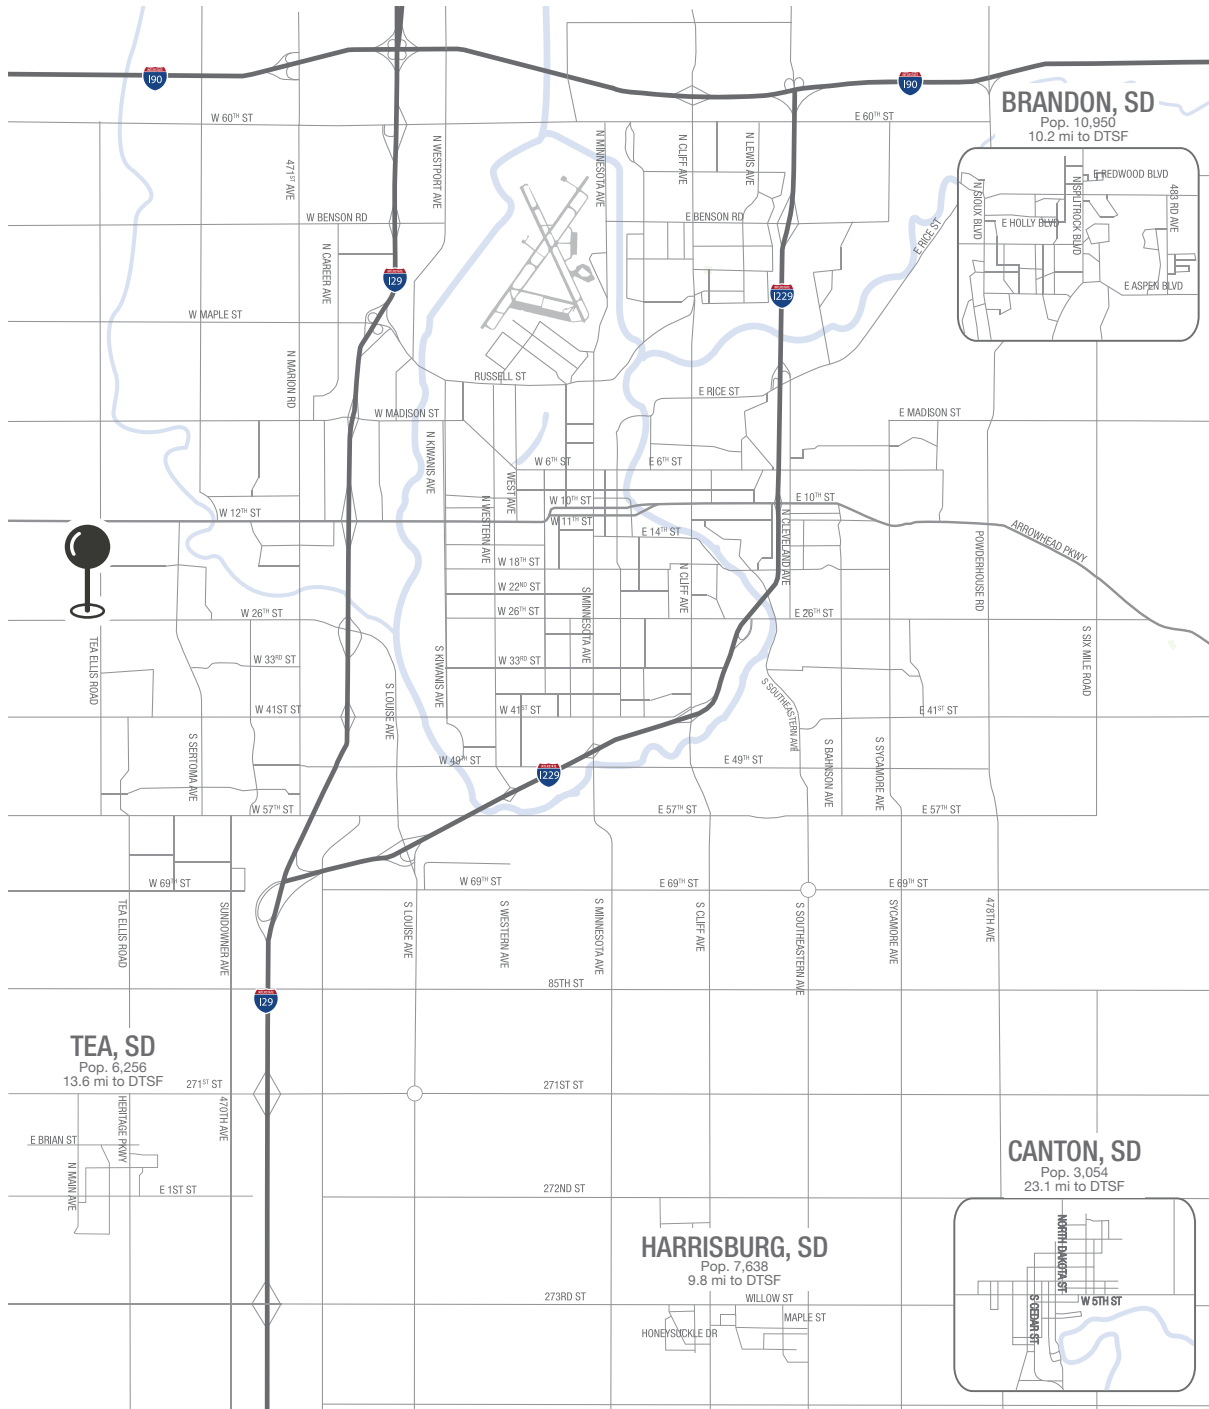 I90
I90
BRANDON, SD
Pop. 10,950
10.2 mi to DTSF
W 60TH ST
E 60TH ST
471ST AVE
N WESTPORT AVE
N MINNESOTA AVE
N CLIFF AVE
N LEWIS AVE
E REDWOOD BLVD
N SIOUX BLVD
N SPLITROCK BLVD
483 RD AVE
E HOLLY BLVD
E ASPEN BLVD
W BENSON RD
E BENSON RD
E RICE ST
N CAREER AVE
I29
I229
W MAPLE ST
N MARION RD
RUSSELL ST
E RICE ST
W MADISON ST
E MADISON ST
N KIWANIS AVE
W 6TH ST
E 6TH ST
WEST AVE
N WESTERN AVE
W 10TH ST
E 10TH ST
W 12TH ST
W 11TH ST
E 14TH ST
N CLEVELAND AVE
ARROWHEAD PKWY
POWDERHOUSE RD
W 18TH ST
N CLIFF AVE
W 22ND ST
S MINNESOTA AVE
W 26TH ST
W 26TH ST
E 26TH ST
TEA ELLIS ROAD
S SIX MILE ROAD
W 33RD ST
W 33RD ST
S KIWANIS AVE
S LOUISE AVE
S SOUTHEASTERN AVE
W 41ST ST
W 41ST ST
E 41ST ST
S SERTOMA AVE
S BAHNSON AVE
S SYCAMORE AVE
W 49TH ST
E 49TH ST
I229
W 57TH ST
E 57TH ST
E 57TH ST
W 69TH ST
W 69TH ST
E 69TH ST
E 69TH ST
TEA ELLIS ROAD
SUNDOWNER AVE
S LOUISE AVE
S WESTERN AVE
S MINNESOTA AVE
S CLIFF AVE
S SOUTHEASTERN AVE
SYCAMORE AVE
478TH AVE
85TH ST
I29
TEA, SD
Pop. 6,256
13.6 mi to DTSF
271ST ST
271ST ST
HERITAGE PKWY
470TH AVE
E BRIAN ST
N MAIN AVE
E 1ST ST
272ND ST
CANTON, SD
Pop. 3,054
23.1 mi to DTSF
NORTH DAKOTA ST
W 5TH ST
S CEDAR ST
HARRISBURG, SD
Pop. 7,638
9.8 mi to DTSF
273RD ST
WILLOW ST
MAPLE ST
HONEYSUCKLE DR